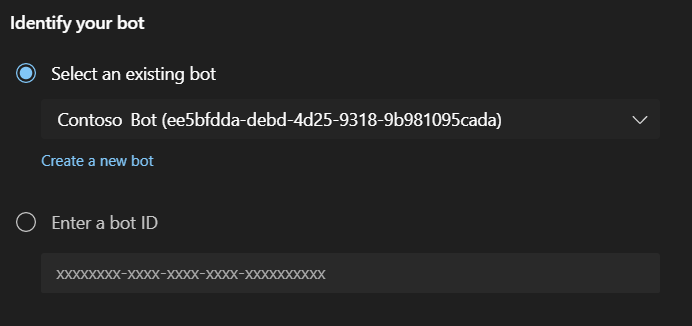 Identify your bot
Select an existing bot
Contoso Bot (ee5bfdda-debd-4d25-9318-9b981095cada)
Create a new bot
Enter a bot ID
xxxxxxxx-xxxx-xxxx-xxxx-xxxxxxxxxx